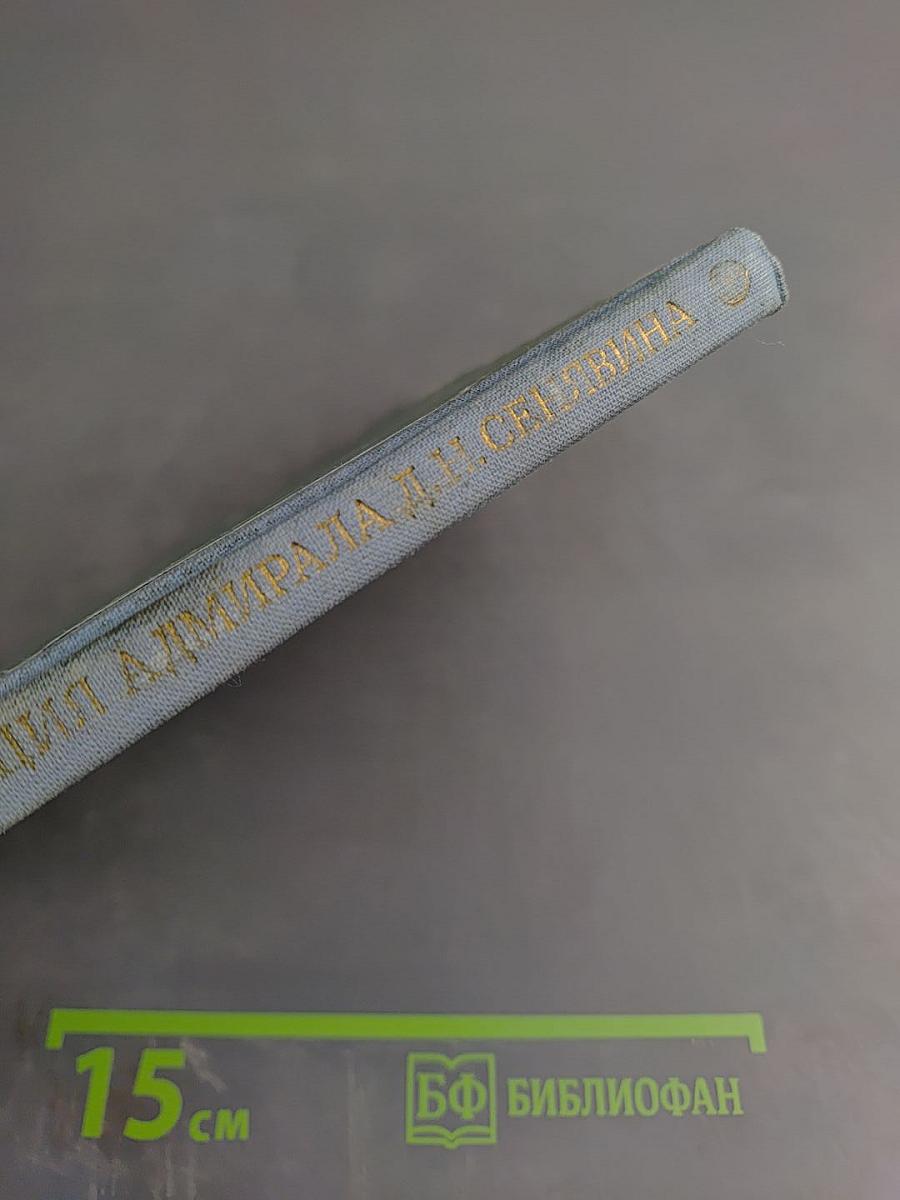 АДМИРАЛА Д.Н. СЕНЯВИНА
15 см
БФ БИБЛИОФАН